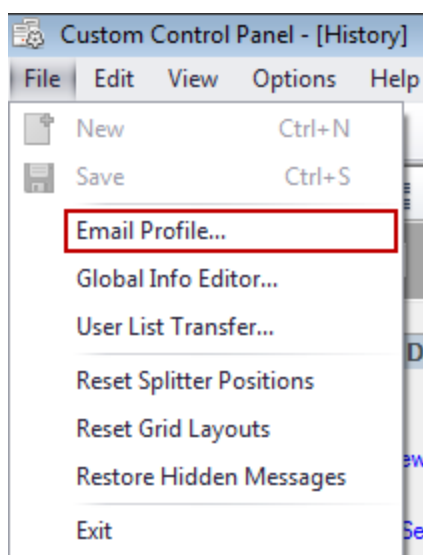 Custom Control Panel - [History]
File Edit View Options Help
New Ctrl+N
Save Ctrl+S
Email Profile...
Global Info Editor...
User List Transfer...
D
Reset Splitter Positions
Reset Grid Layouts
Restore Hidden Messages
Exit